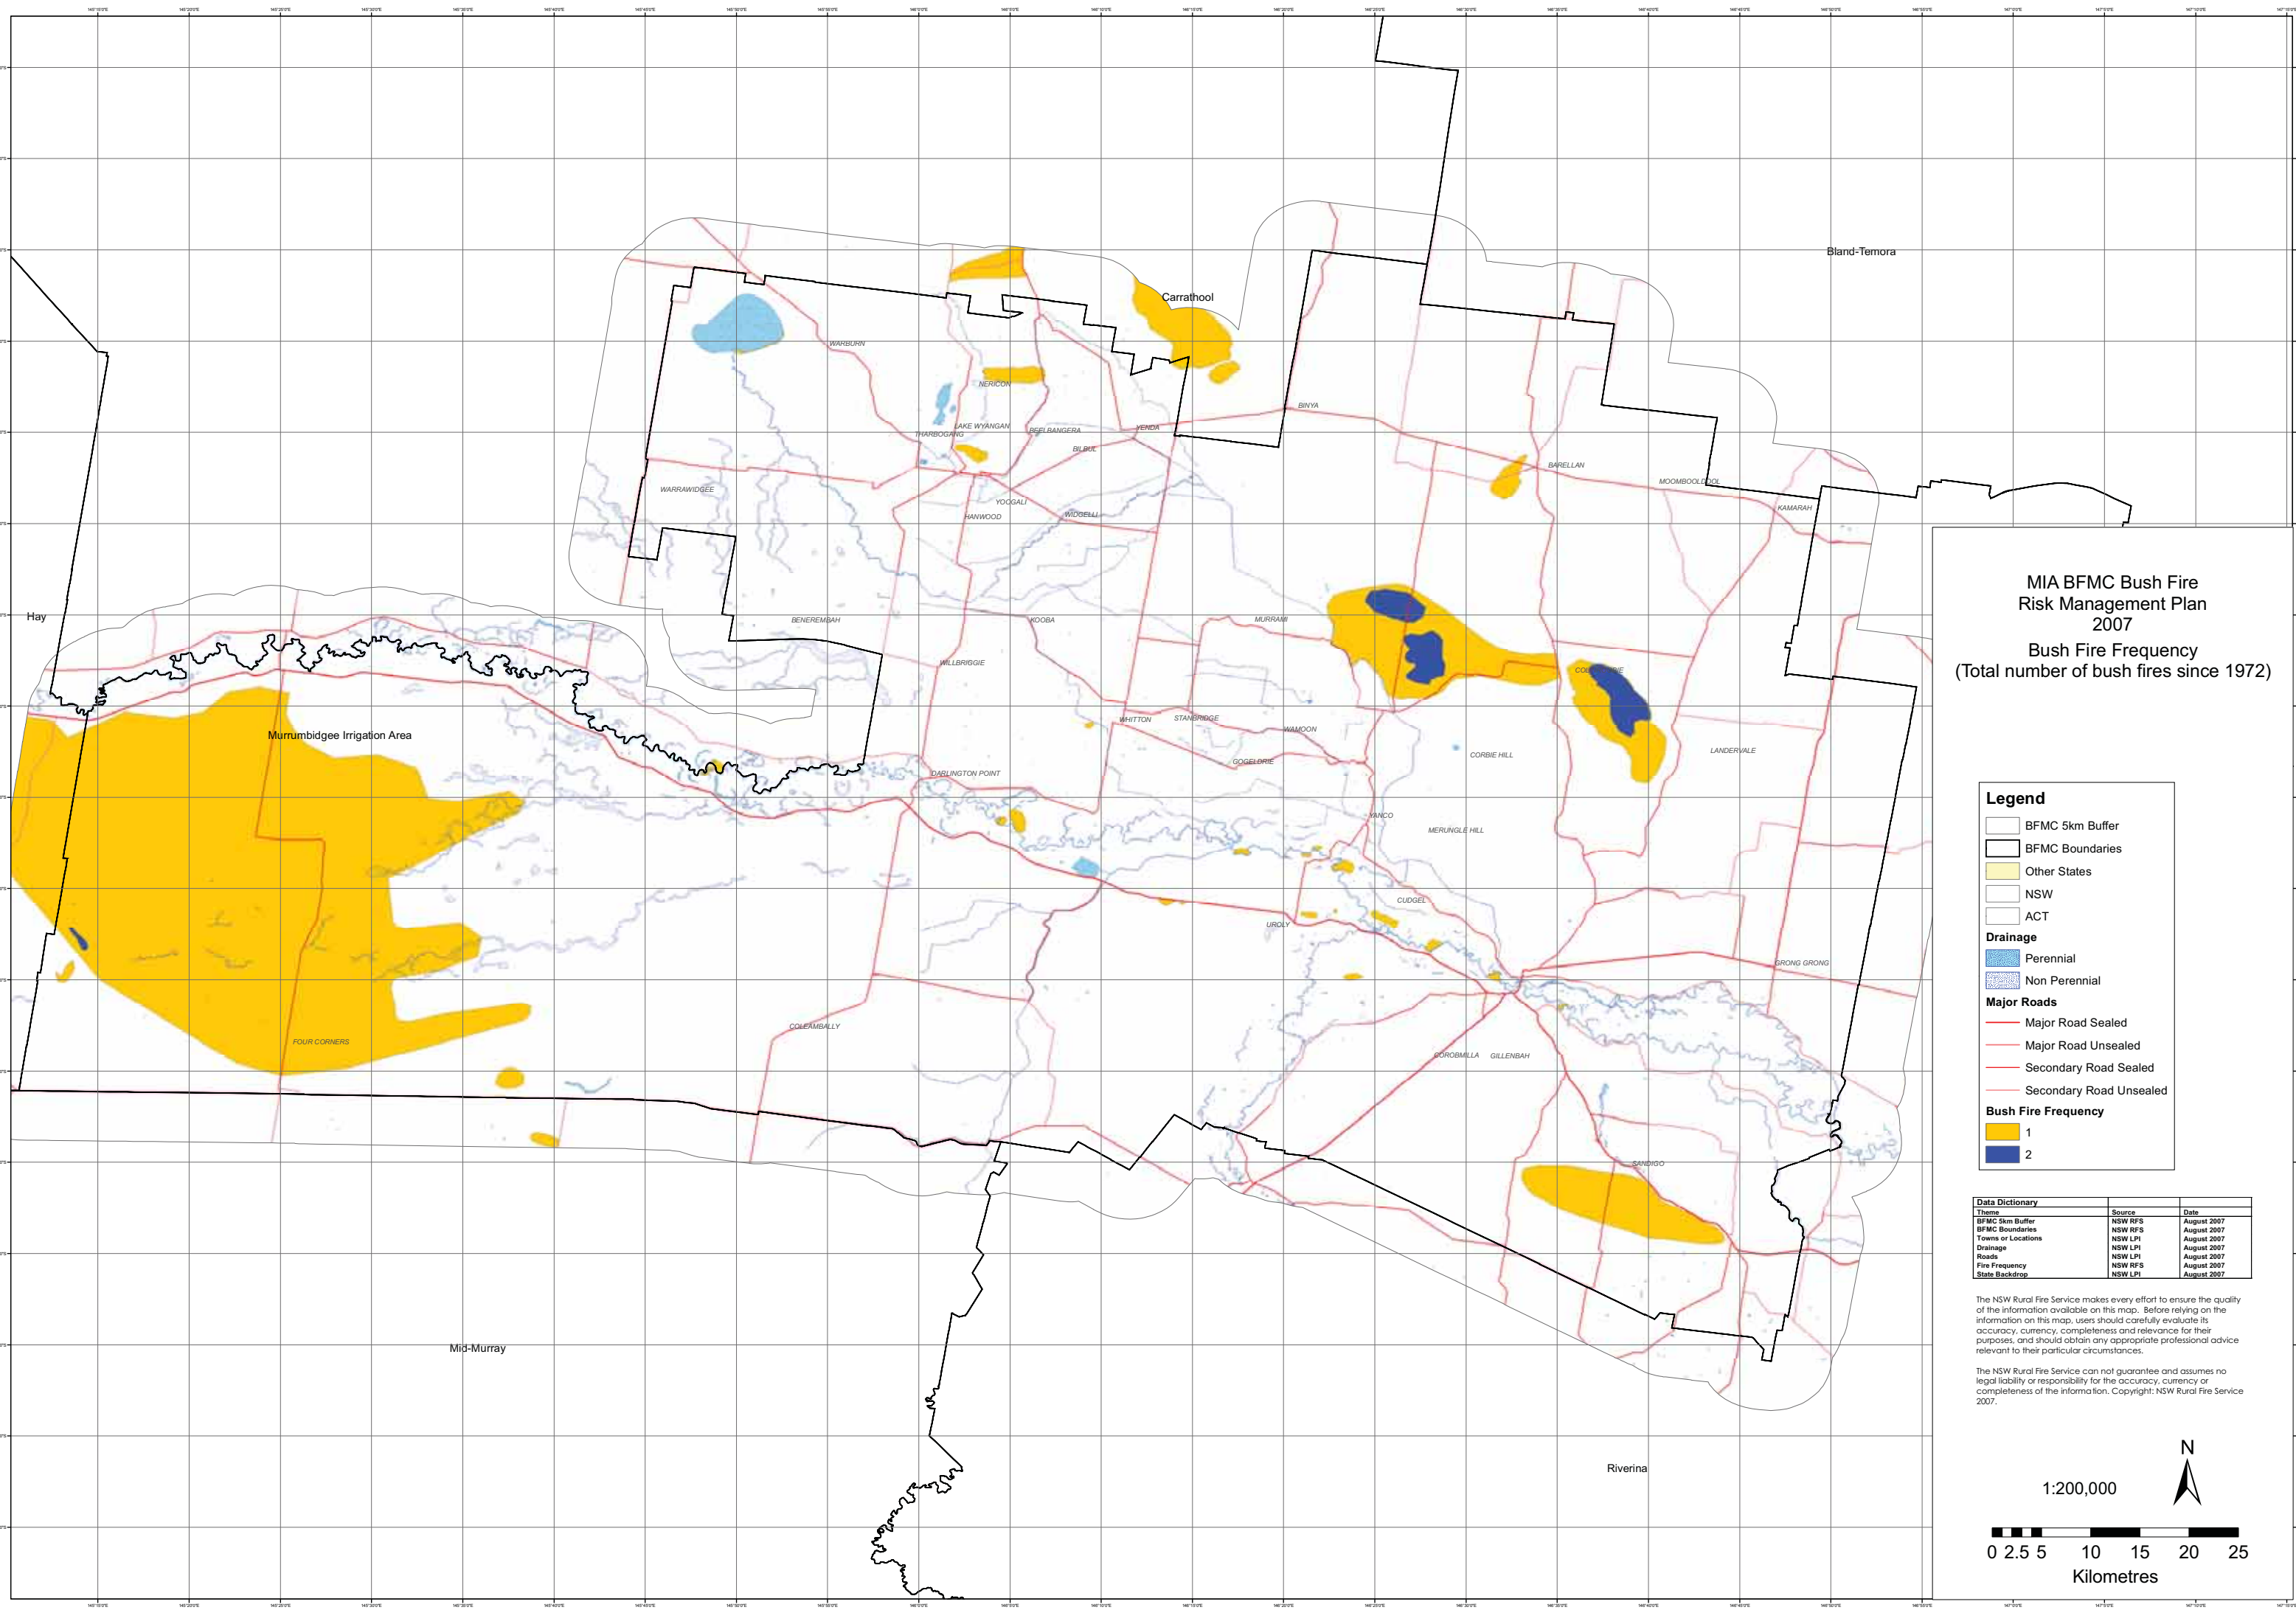 Bland-Temora
Carrathool
WARBURN
NERICON
BINYA
LAKE WYANGAN
THARBOGANG
BEELBANGERA
YENDA
BILBUL
BARELLAN
WARRAWIDGEE
MOOMBOOLDOOL
YOOGALI
HANWOOD
WIDGELLI
KAMARAH
Hay
BENEREMBAH
KOOBA
MURRAMI
WILLBRIGGIE
Murrumbidgee Irrigation Area
WHITTON
STANBRIDGE
WAMOON
LANDERVALE
CORBIE HILL
GOGELDRIE
DARLINGTON POINT
YANCO
MERUNGLE HILL
CUDGEL
UROLY
GRONG GRONG
COLEAMBALLY
FOUR CORNERS
COROBIMILLA
GILLENBAH
SANDIGO
Mid-Murray
Riverina
MIA BFMC Bush Fire
Risk Management Plan
2007
Bush Fire Frequency
(Total number of bush fires since 1972)
Legend
BFMC 5km Buffer
BFMC Boundaries
Other States
NSW
ACT
Drainage
Perennial
Non Perennial
Major Roads
Major Road Sealed
Major Road Unsealed
Secondary Road Sealed
Secondary Road Unsealed
Bush Fire Frequency
1
2
Data Dictionary
Theme Source Date
BFMC 5km Buffer NSW RFS August 2007
BFMC Boundaries NSW RFS August 2007
Towns or Locations NSW LPI August 2007
Drainage NSW LPI August 2007
Roads NSW LPI August 2007
Fire Frequency NSW RFS August 2007
State Backdrop NSW LPI August 2007
The NSW Rural Fire Service makes every effort to ensure the quality
of the information available on this map. Before relying on the
information on this map, users should carefully evaluate its
accuracy, currency, completeness and relevance for their
purposes, and should obtain any appropriate professional advice
relevant to their particular circumstances.
The NSW Rural Fire Service can not guarantee and assumes no
legal liability or responsibility for the accuracy, currency or
completeness of the information. Copyright: NSW Rural Fire Service
2007.
N
1:200,000
0 2.5 5 10 15 20 25
Kilometres